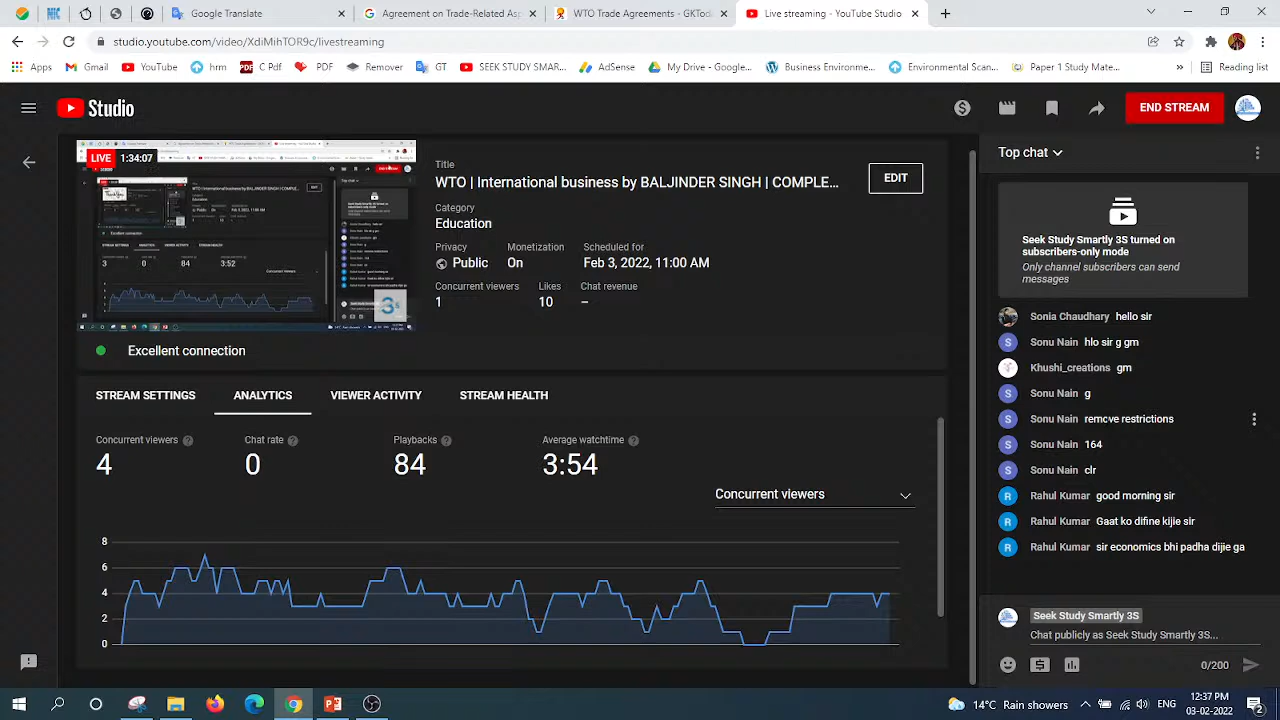 Google Translate
Agreement on Trade-Related Asp
WTO Trade Agreements - GKTod
Live streaming - YouTube Studio
studio.youtube.com/video/XdiMihTOR9c/livestreaming
Apps
Gmail
YouTube
hrm
C Pdf
PDF
Remover
GT
SEEK STUDY SMA...
AdSense
My Drive - Google...
Business Environme...
Environmental Scan...
Paper 1 Study Mate...
»
Reading list
Studio
END STREAM
LIVE 1:34:07
Title
WTO | International business by BALJINDER SINGH | COMPLE...
EDIT
Category
Education
Privacy Monetization Scheduled for
Public On Feb 3, 2022, 11:00 AM
Concurrent viewers Likes Chat revenue
1 10 –
Excellent connection
STREAM SETTINGS ANALYTICS VIEWER ACTIVITY STREAM HEALTH
Concurrent viewers Chat rate Playbacks Average watchtime
4 0 84 3:54
Concurrent viewers
8
6
4
2
0
Top chat
Seek Study Smartly 3S turned on
subscribers-only mode
messages
Sonia Chaudhary hello sir
Sonu Nain hlo sir g gm
Khushi_creations gm
Sonu Nain g
Sonu Nain remcve restrictions
Sonu Nain 164
Sonu Nain clr
Rahul Kumar good morning sir
Rahul Kumar Gaat ko difine kijie sir
Rahul Kumar sir economics bhi padha dijie ga
Seek Study Smartly 3S
Chat publicly as Seek Study Smartly 3S...
0/200
14°C Rain showers
ENG
12:37 PM
03-02-2022
2